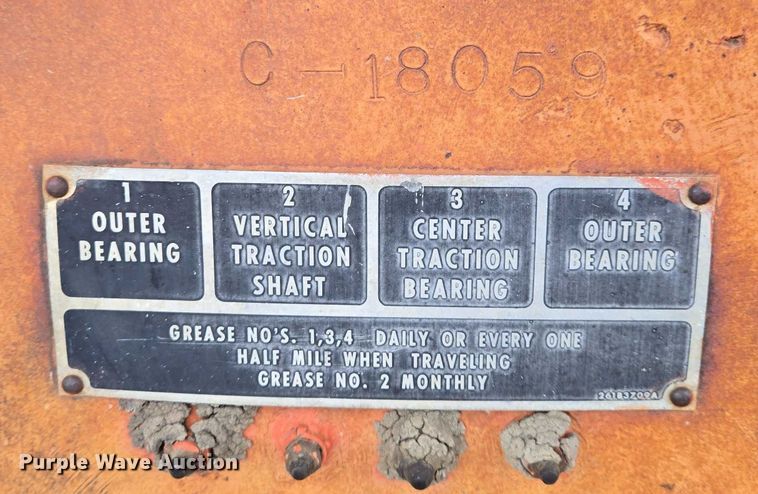 C-18059
1
OUTER
BEARING
2
VERTICAL
TRACTION
SHAFT
3
CENTER
TRACTION
BEARING
4
OUTER
BEARING
GREASE NO'S. 1,3,4 DAILY OR EVERY ONE
HALF MILE WHEN TRAVELING
GREASE NO. 2 MONTHLY
261B3209A
Purple Wave Auction